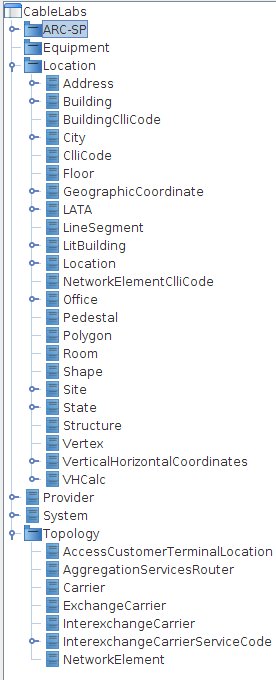 CableLabs
ARC-SP
Equipment
Location
Address
Building
BuildingClliCode
City
ClliCode
Floor
GeographicCoordinate
LATA
LineSegment
LitBuilding
Location
NetworkElementClliCode
Office
Pedestal
Polygon
Room
Shape
Site
State
Structure
Vertex
VerticalHorizontalCoordinates
VHCalc
Provider
System
Topology
AccessCustomerTerminalLocation
AggregationServicesRouter
Carrier
ExchangeCarrier
InterexchangeCarrier
InterexchangeCarrierServiceCode
NetworkElement